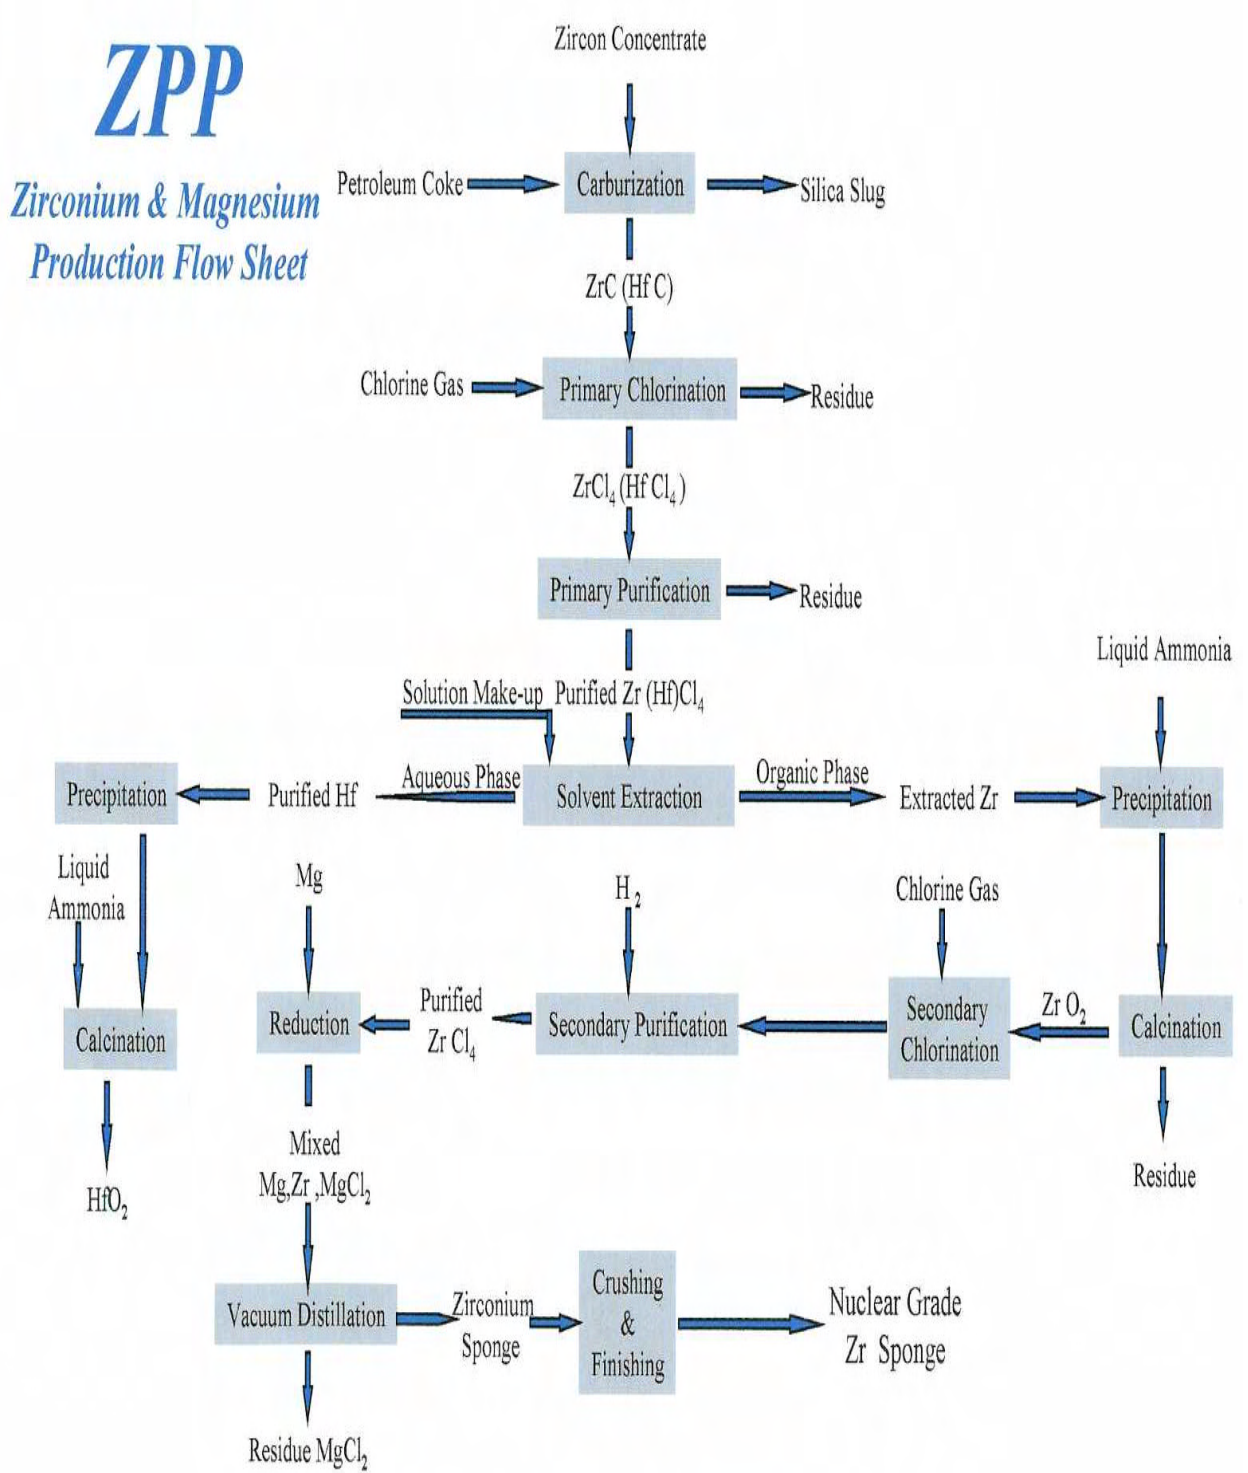 ZPP
Zirconium & Magnesium
Production Flow Sheet
Zircon Concentrate
Petroleum Coke
Carburization
Silica Slug
ZrC (Hf C)
Chlorine Gas
Primary Chlorination
Residue
ZrCl₄ (Hf Cl₄)
Primary Purification
Residue
Liquid Ammonia
Solution Make-up
Purified Zr (Hf)Cl₄
Precipitation
Purified Hf
Aqueous Phase
Solvent Extraction
Organic Phase
Extracted Zr
Precipitation
Liquid
Ammonia
Mg
H₂
Chlorine Gas
Calcination
Reduction
Purified
Zr Cl₄
Secondary Purification
Secondary
Chlorination
Zr O₂
Calcination
HfO₂
Mixed
Mg,Zr ,MgCl₂
Residue
Vacuum Distillation
Zirconium
Sponge
Crushing
&
Finishing
Nuclear Grade
Zr Sponge
Residue MgCl₂